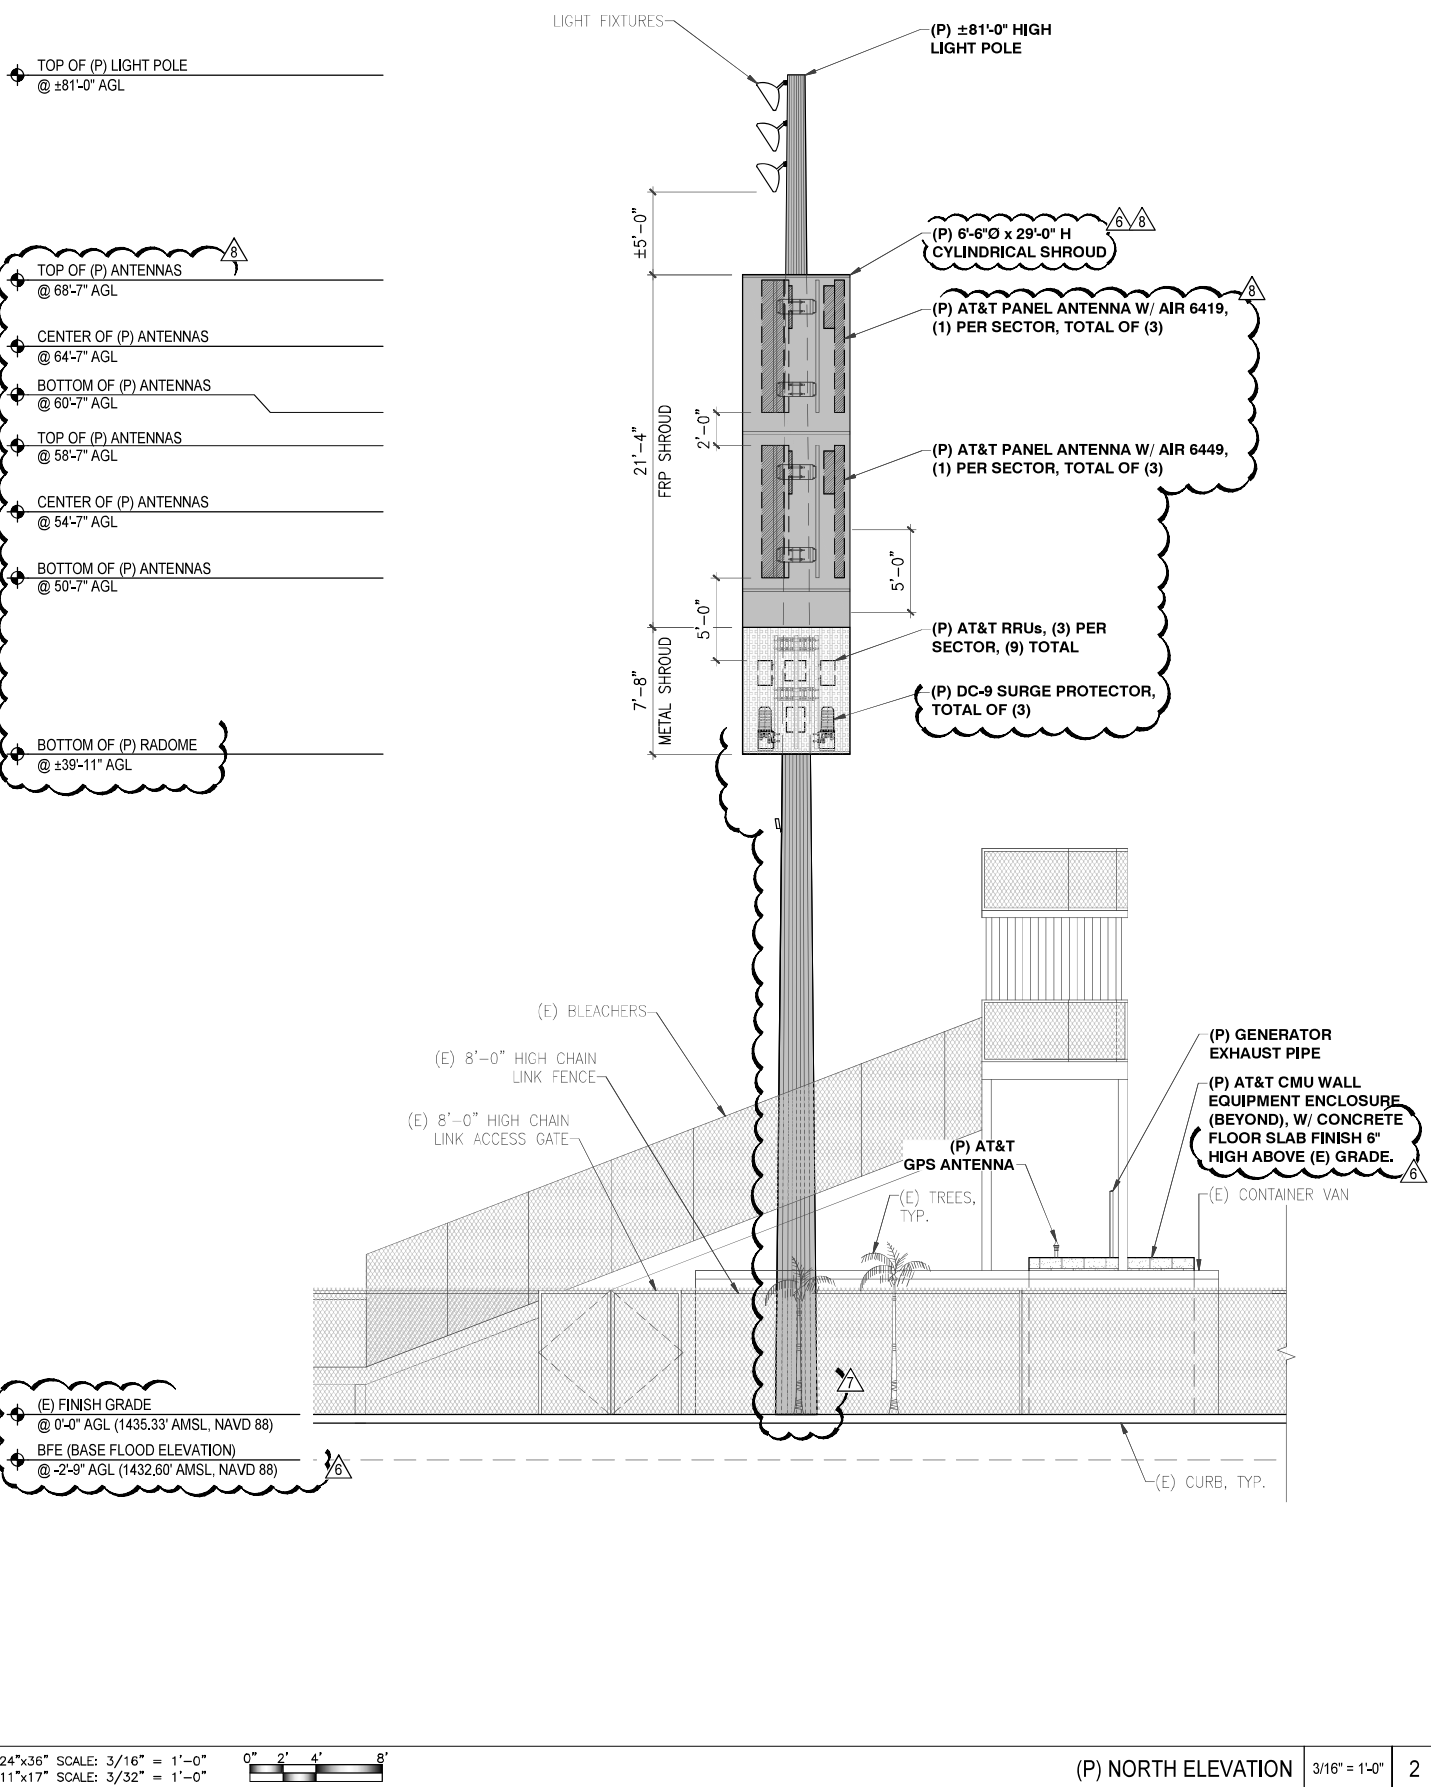 LIGHT FIXTURES
(P) ±81'-0" HIGH
LIGHT POLE
TOP OF (P) LIGHT POLE
@ ±81'-0" AGL
±5'-0"
6
8
(P) 6'-6"Ø x 29'-0" H
CYLINDRICAL SHROUD
8
TOP OF (P) ANTENNAS
@ 68'-7" AGL
8
(P) AT&T PANEL ANTENNA W/ AIR 6419,
(1) PER SECTOR, TOTAL OF (3)
CENTER OF (P) ANTENNAS
@ 64'-7" AGL
BOTTOM OF (P) ANTENNAS
@ 60'-7" AGL
TOP OF (P) ANTENNAS
@ 58'-7" AGL
21'-4"
FRP SHROUD
2'-0"
(P) AT&T PANEL ANTENNA W/ AIR 6449,
(1) PER SECTOR, TOTAL OF (3)
CENTER OF (P) ANTENNAS
@ 54'-7" AGL
BOTTOM OF (P) ANTENNAS
@ 50'-7" AGL
5'-0"
5'-0"
(P) AT&T RRUs, (3) PER
SECTOR, (9) TOTAL
7'-8"
METAL SHROUD
(P) DC-9 SURGE PROTECTOR,
TOTAL OF (3)
BOTTOM OF (P) RADOME
@ ±39'-11" AGL
(E) BLEACHERS
(E) 8'-0" HIGH CHAIN
LINK FENCE
(E) 8'-0" HIGH CHAIN
LINK ACCESS GATE
(P) GENERATOR
EXHAUST PIPE
(P) AT&T CMU WALL
EQUIPMENT ENCLOSURE
(BEYOND), W/ CONCRETE
FLOOR SLAB FINISH 6"
HIGH ABOVE (E) GRADE.
6
(P) AT&T
GPS ANTENNA
(E) TREES,
TYP.
(E) CONTAINER VAN
7
(E) FINISH GRADE
@ 0'-0" AGL (1435.33' AMSL, NAVD 88)
BFE (BASE FLOOD ELEVATION)
@ -2'-9" AGL (1432.60' AMSL, NAVD 88)
6
(E) CURB, TYP.
24"x36" SCALE: 3/16" = 1'-0"
11"x17" SCALE: 3/32" = 1'-0"
0" 2' 4' 8'
(P) NORTH ELEVATION
3/16" = 1'-0"
2